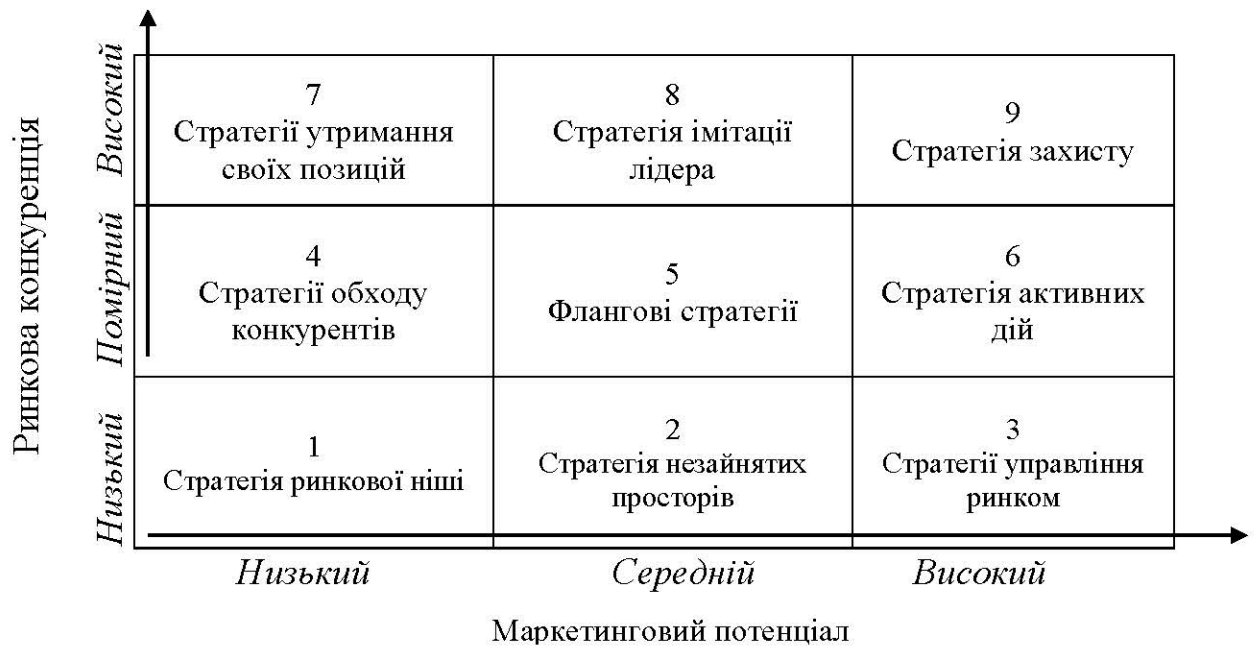 Ринкова конкуренція
Високий
7
Стратегії утримання
своїх позицій
8
Стратегія імітації
лідера
9
Стратегія захисту
Помірний
4
Стратегії обходу
конкурентів
5
Флангові стратегії
6
Стратегія активних
дій
Низький
1
Стратегія ринкової ніші
2
Стратегія незайнятих
просторів
3
Стратегії управління
ринком
Низький
Середній
Високий
Маркетинговий потенціал